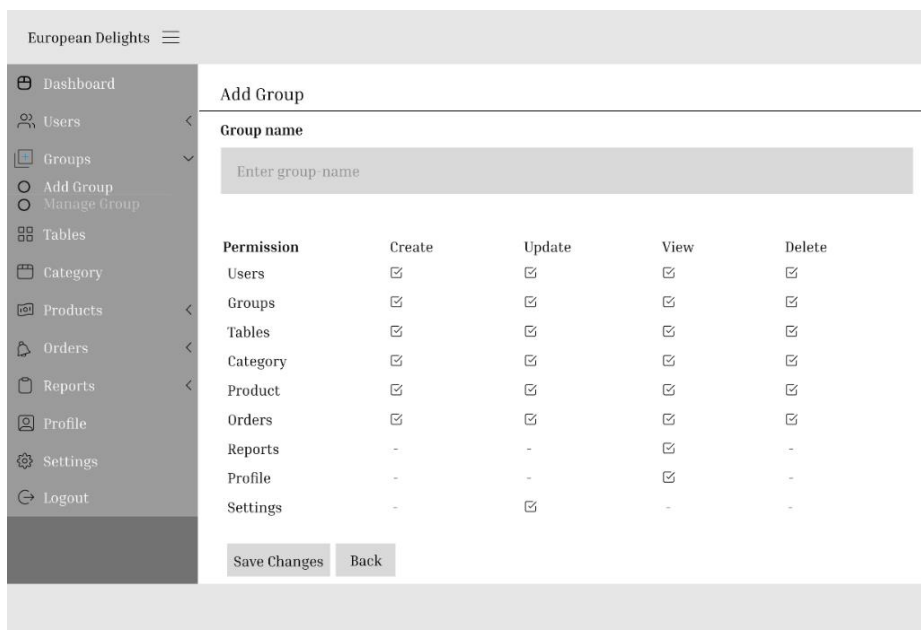 European Delights
Dashboard
Users
Groups
Add Group
Manage Group
Tables
Category
Products
Orders
Reports
Profile
Settings
Logout
Add Group
Group name
Enter group-name
Permission Create Update View Delete
Users
Groups
Tables
Category
Product
Orders
Reports - - -
Profile - - -
Settings - - -
Save Changes Back